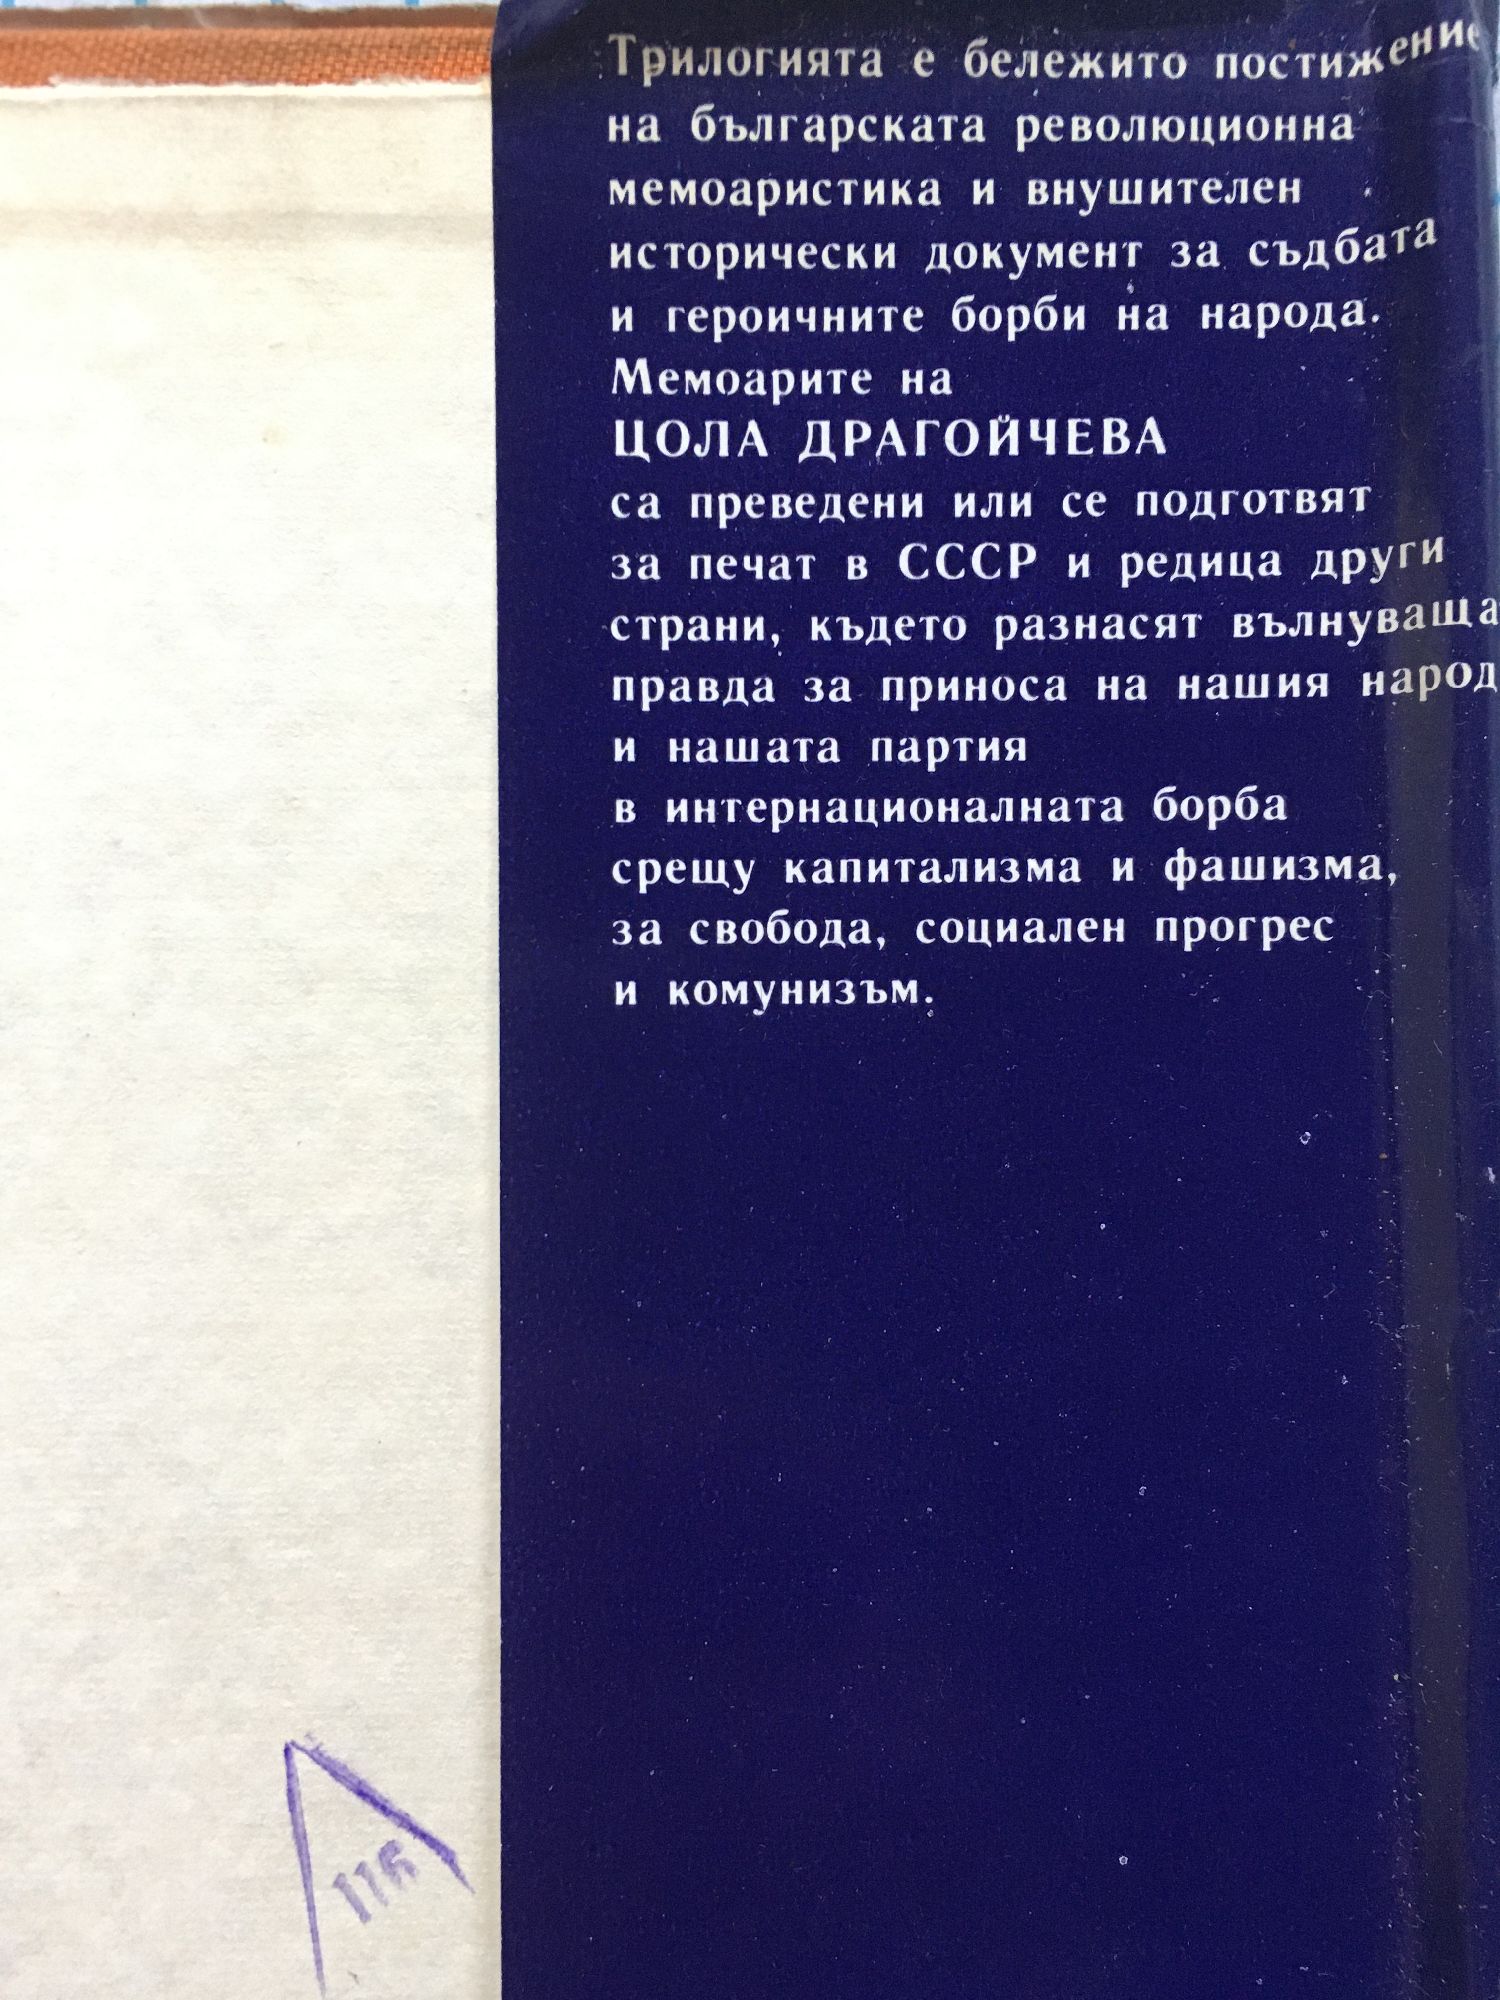 Трилогията е бележито постижение
на българската революционна
мемоаристика и внушителен
исторически документ за съдбата
и героичните борби на народа.
Мемоарите на
ЦОЛА ДРАГОЙЧЕВА
са преведени или се подготвят
за печат в СССР и редица други
страни, където разнасят вълнуваща
правда за приноса на нашия народ
и нашата партия
в интернационалната борба
срещу капитализма и фашизма,
за свобода, социален прогрес
и комунизъм.